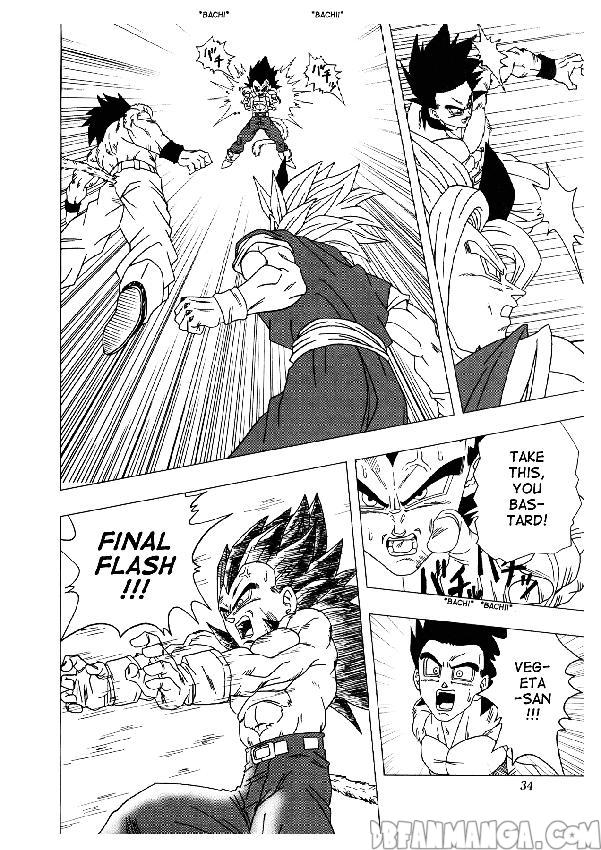 *BACHI*
*BACHI*
バチ
バチ
TAKE
THIS,
YOU
BAS-
TARD!
バチ
バチ
*BACHI*
*BACHI*
FINAL
FLASH
!!!
VEG-
ETA
-SAN
!!!
34
DBFANMANGA.COM